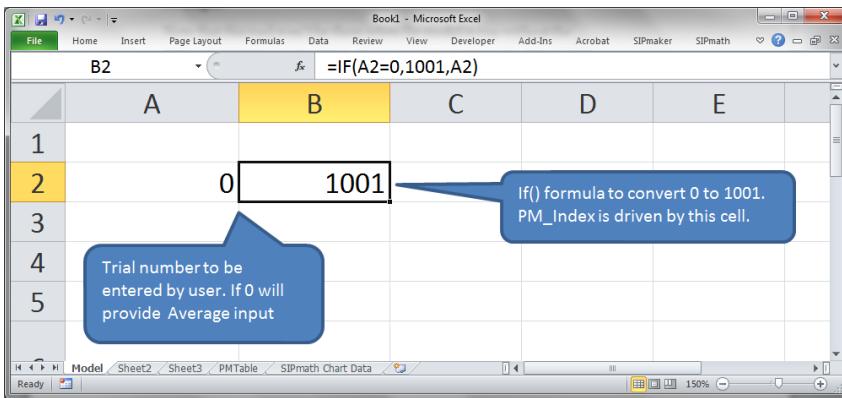 Book1 - Microsoft Excel
File Home Insert Page Layout Formulas Data Review View Developer Add-Ins Acrobat SIPmaker SIPmath
B2 fx =IF(A2=0,1001,A2)
A B C D E
1
2 0 1001
If() formula to convert 0 to 1001.
PM_Index is driven by this cell.
3
4
5
Trial number to be
entered by user. If 0 will
provide Average input
Model Sheet2 Sheet3 PMTable SIPmath Chart Data
Ready 150%